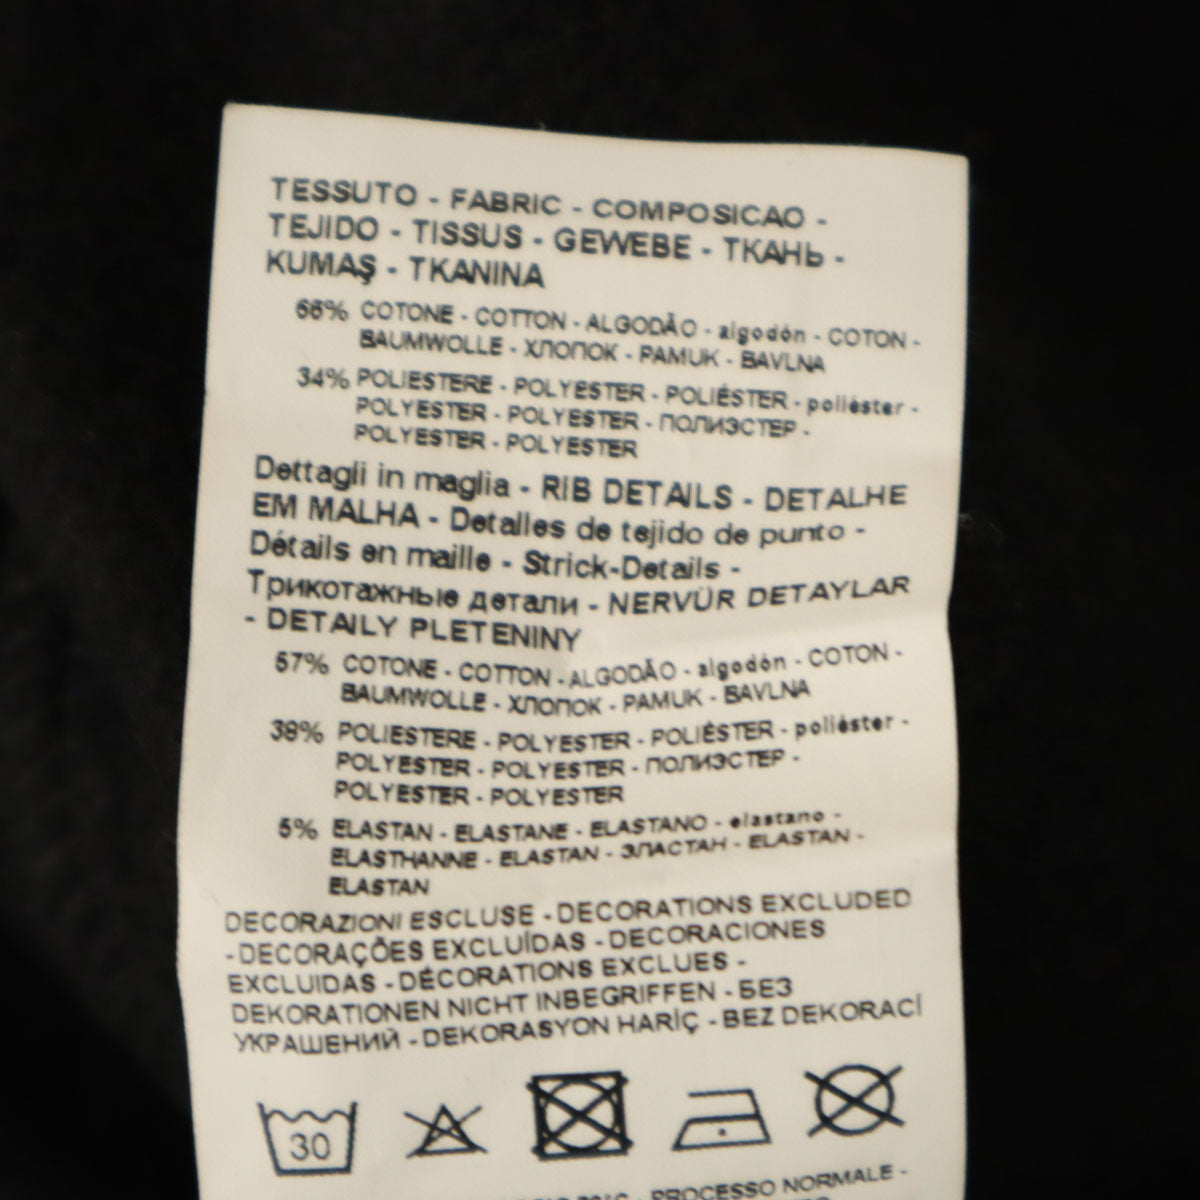 TESSUTO - FABRIC - COMPOSICAO -
TEJIDO - TISSUS - GEWEBE - ТКАНЬ -
KUMAŞ - TKANINA
66% COTONE - COTTON - ALGODÃO - algodón - COTON -
BAUMWOLLE - ХЛОПОК - PAMUK - BAVLNA
34% POLIESTERE - POLYESTER - POLIÉSTER - poliéster -
POLYESTER - POLYESTER - ПОЛИЭСТЕР -
POLYESTER - POLYESTER
Dettagli in maglia - RIB DETAILS - DETALHE
EM MALHA - Detalles de tejido de punto -
Détails en maille - Strick-Details -
Трикотажные детали - NERVÜR DETAYLAR
- DETAILY PLETENINY
57% COTONE - COTTON - ALGODÃO - algodón - COTON -
BAUMWOLLE - ХЛОПОК - PAMUK - BAVLNA
38% POLIESTERE - POLYESTER - POLIÉSTER - poliéster -
POLYESTER - POLYESTER - ПОЛИЭСТЕР -
POLYESTER - POLYESTER
5% ELASTAN - ELASTANE - ELASTANO - elastano -
ELASTHANNE - ELASTAN - ЭЛАСТАН - ELASTAN -
ELASTAN
DECORAZIONI ESCLUSE - DECORATIONS EXCLUDED
- DECORAÇÕES EXCLUÍDAS - DECORACIONES
EXCLUIDAS - DÉCORATIONS EXCLUES -
DEKORATIONEN NICHT INBEGRIFFEN - БЕЗ
УКРАШЕНИЙ - DEKORASYON HARİÇ - BEZ DEKORACÍ
30
PROCESSO NORMALE -